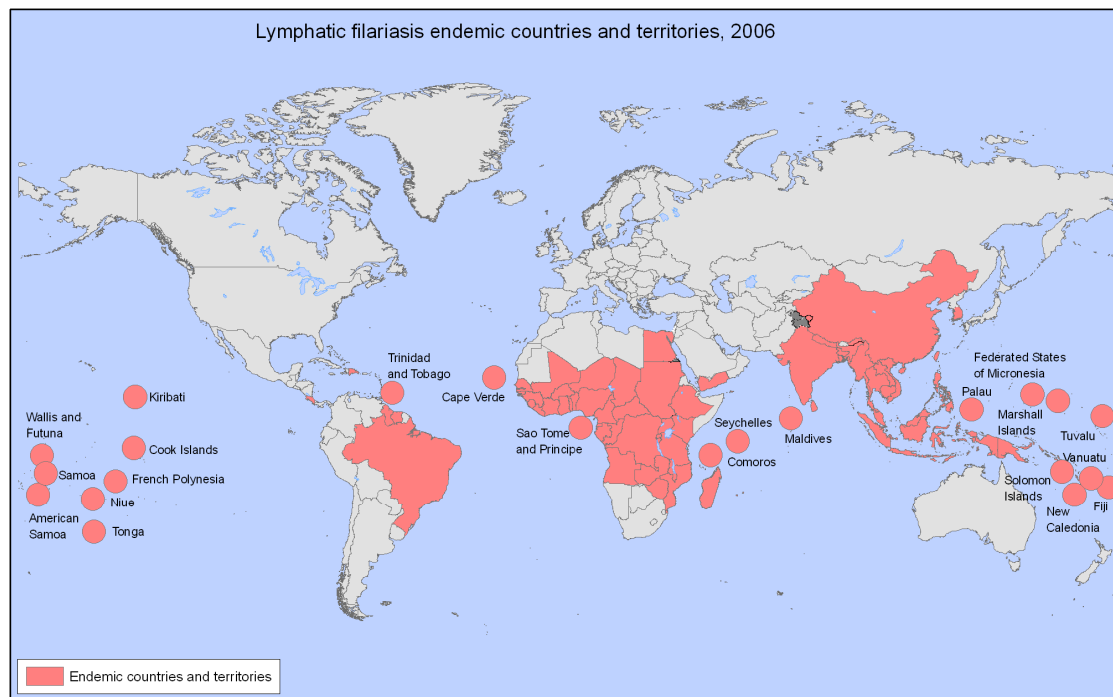 Lymphatic filariasis endemic countries and territories, 2006
Trinidad
and Tobago
Cape Verde
Kiribati
Wallis and
Futuna
Cook Islands
Samoa
French Polynesia
Niue
American
Samoa
Tonga
Sao Tome
and Principe
Seychelles
Comoros
Maldives
Federated States
of Micronesia
Palau
Marshall
Islands
Tuvalu
Vanuatu
Solomon
Islands
Fiji
New
Caledonia
Endemic countries and territories